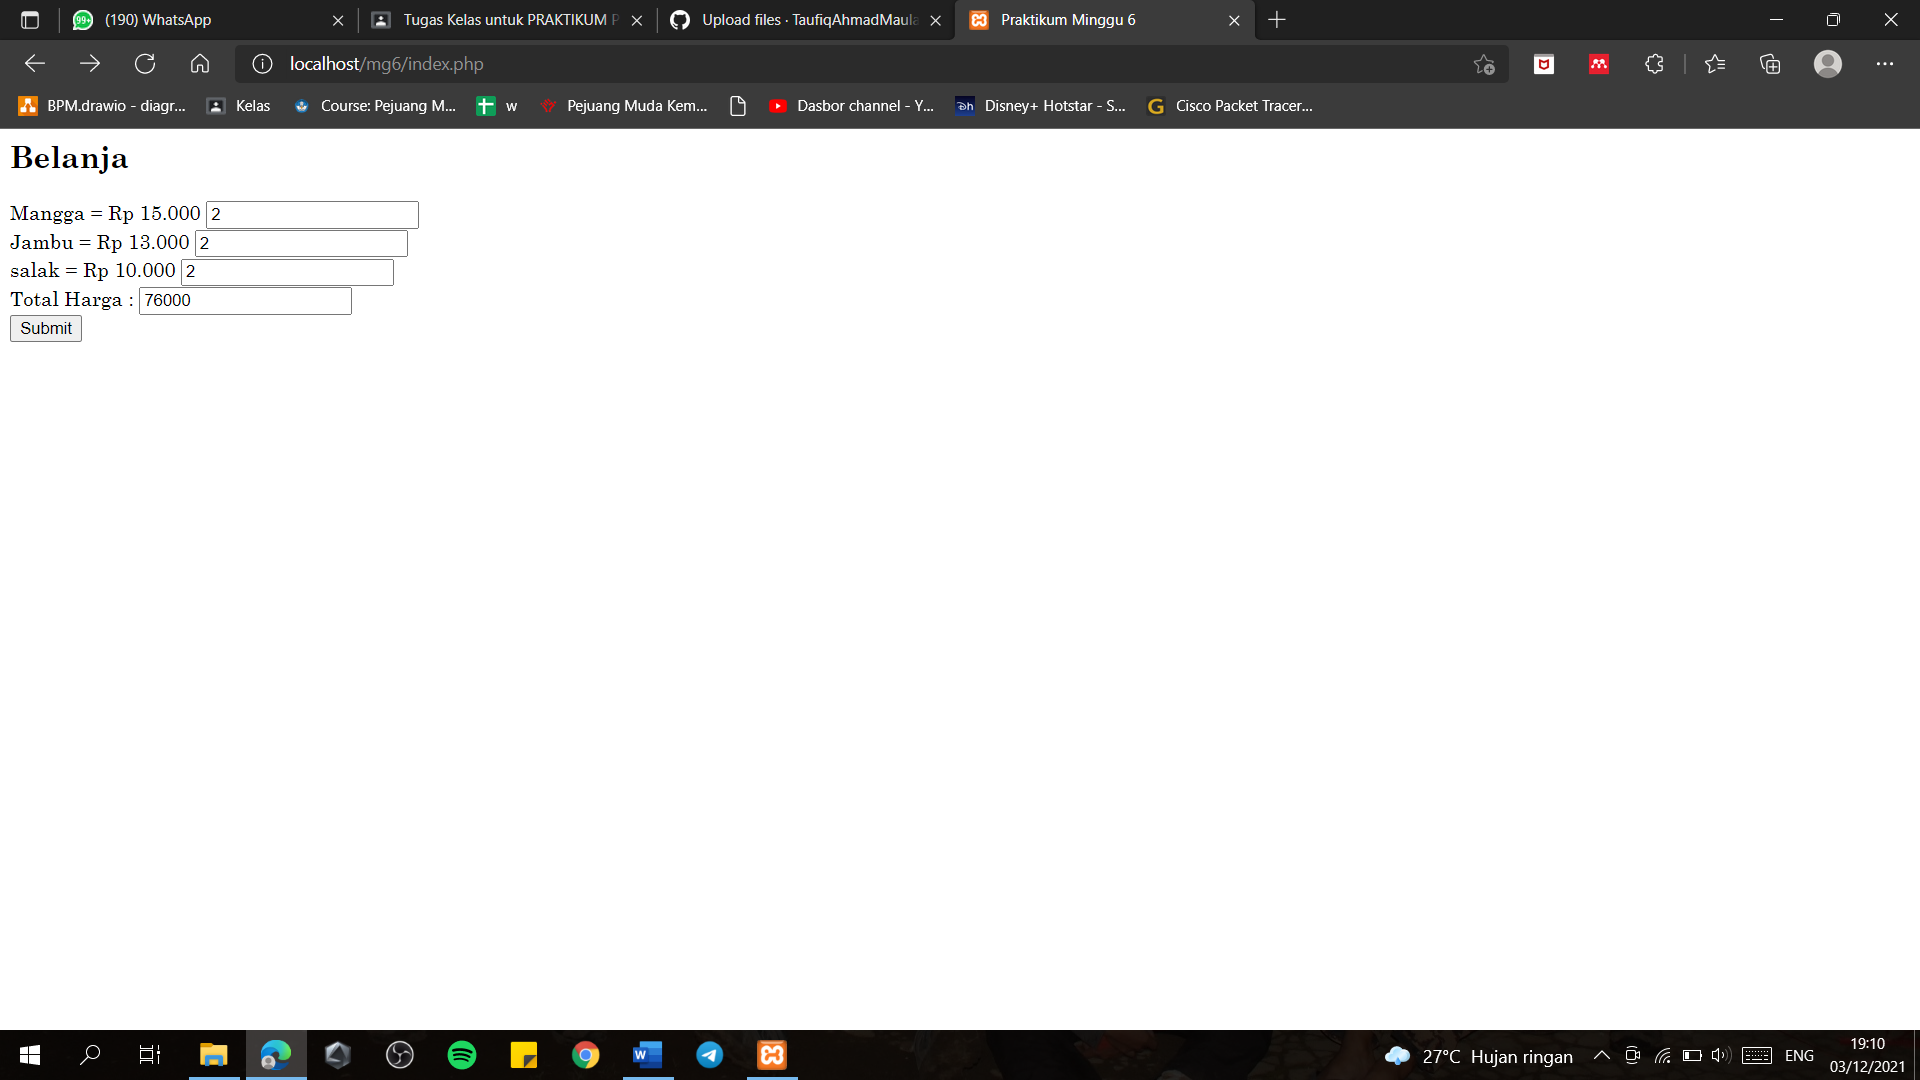 (190) WhatsApp
Tugas Kelas untuk PRAKTIKUM P
Upload files · TaufiqAhmadMaula
Praktikum Minggu 6
localhost/mg6/index.php
BPM.drawio - diagr...
Kelas
Course: Pejuang M...
w
Pejuang Muda Kem...
Dasbor channel - Y...
Disney+ Hotstar - S...
Cisco Packet Tracer...
Belanja
Mangga = Rp 15.000 2
Jambu = Rp 13.000 2
salak = Rp 10.000 2
Total Harga : 76000
Submit
27°C Hujan ringan
ENG
19:10
03/12/2021